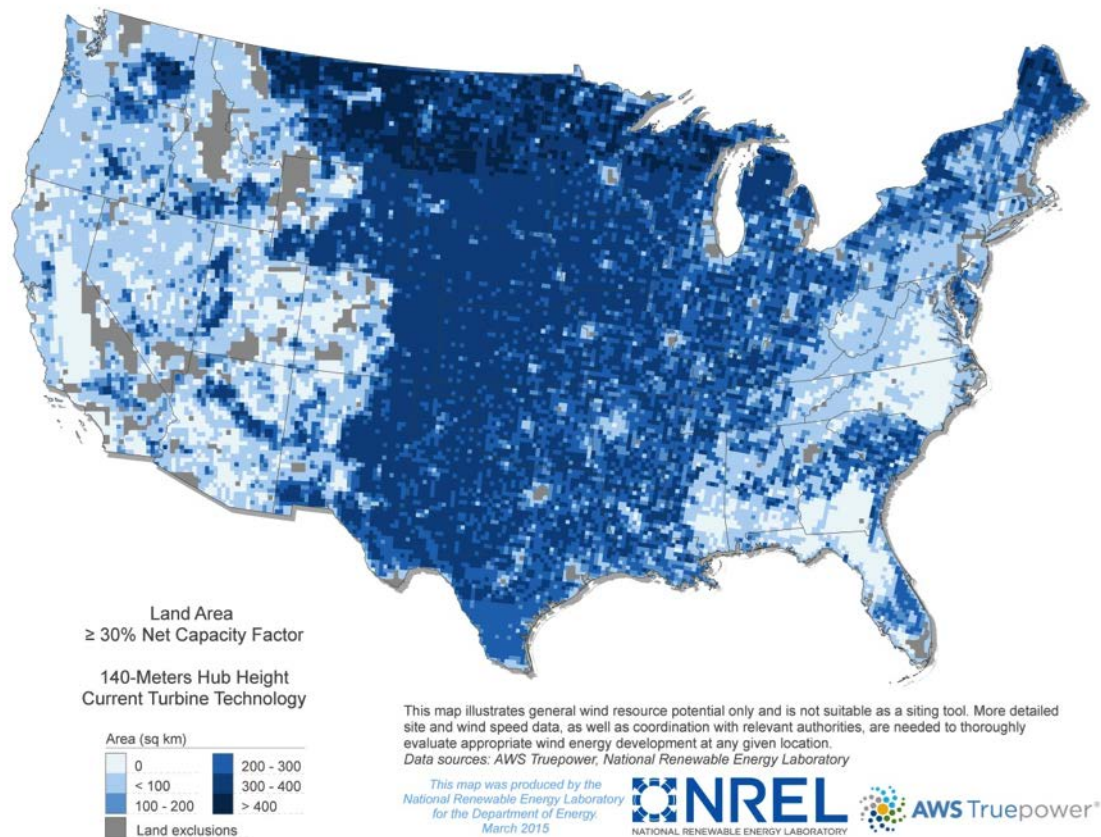 Land Area
≥ 30% Net Capacity Factor
140-Meters Hub Height
Current Turbine Technology
Area (sq km)
0
< 100
100 - 200
200 - 300
300 - 400
> 400
Land exclusions
This map illustrates general wind resource potential only and is not suitable as a siting tool. More detailed
site and wind speed data, as well as coordination with relevant authorities, are needed to thoroughly
evaluate appropriate wind energy development at any given location.
Data sources: AWS Truepower, National Renewable Energy Laboratory
This map was produced by the
National Renewable Energy Laboratory
for the Department of Energy.
March 2015
NREL
NATIONAL RENEWABLE ENERGY LABORATORY
AWS Truepower®